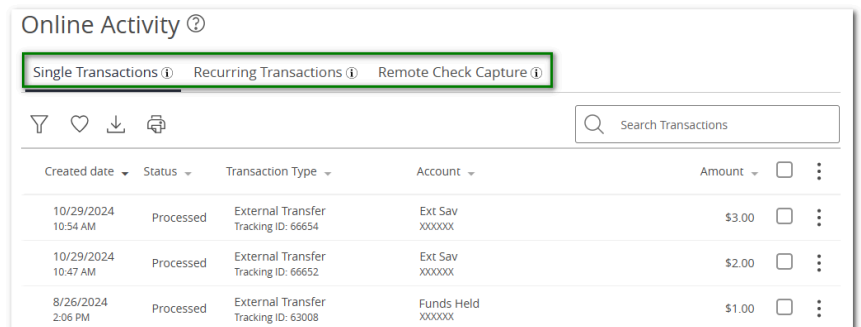 Online Activity ?
Single Transactions i Recurring Transactions i Remote Check Capture i
Search Transactions
Created date Status Transaction Type Account Amount
10/29/2024 Processed External Transfer Ext Sav $3.00
10:54 AM Tracking ID: 66654 XXXXXX
10/29/2024 Processed External Transfer Ext Sav $2.00
10:47 AM Tracking ID: 66652 XXXXXX
8/26/2024 Processed External Transfer Funds Held $1.00
2:06 PM Tracking ID: 63008 XXXXXX